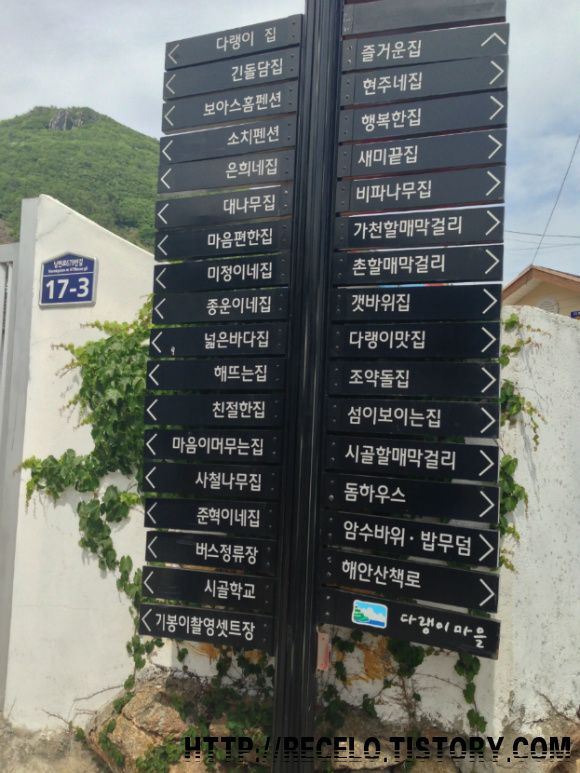 다랭이 집
긴돌담집
보아스홈펜션
소치펜션
은희네집
대나무집
마음편한집
미정이네집
종운이네집
넓은바다집
해뜨는집
친절한집
마음이머무는집
사철나무집
준혁이네집
버스정류장
시골학교
기봉이촬영셋트장
즐거운집
현주네집
행복한집
새미끝집
비파나무집
가천할매막걸리
촌할매막걸리
갯바위집
다랭이맛집
조약돌집
섬이보이는집
시골할매막걸리
돔하우스
암수바위·밥무덤
해안산책로
다랭이마을
17-3
HTTP://RECELO.TISTORY.COM